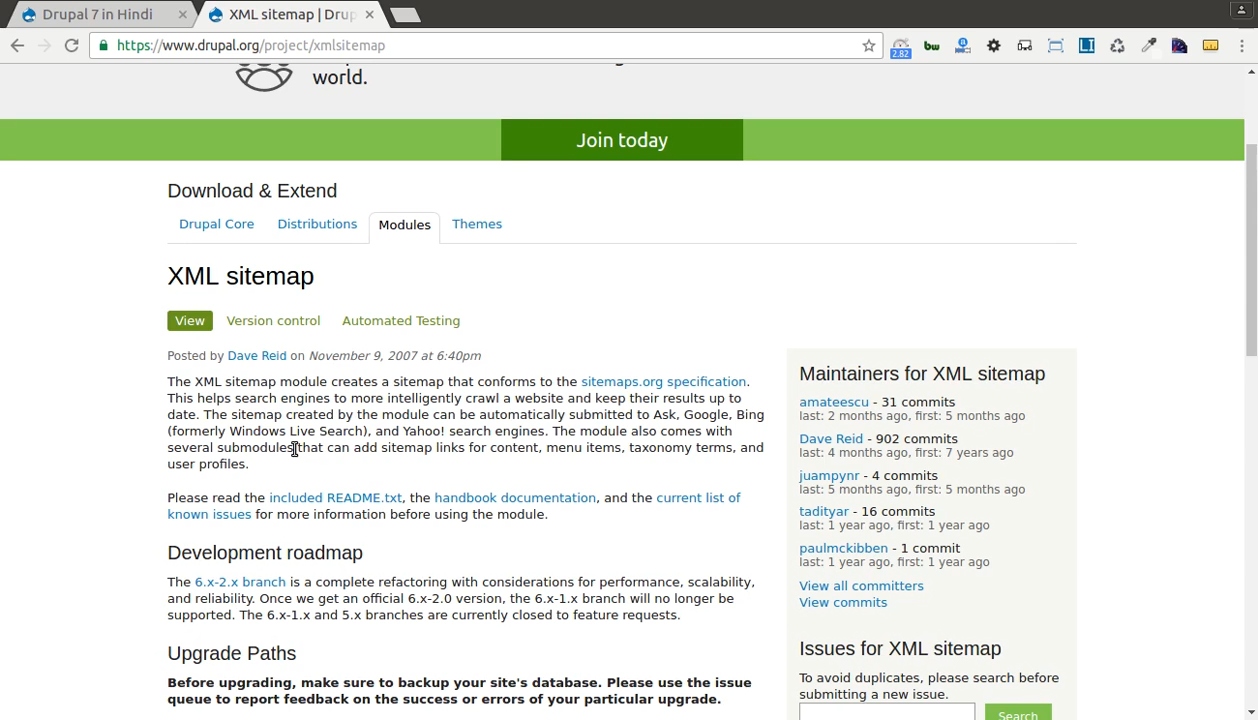 Drupal 7 in Hindi
XML sitemap | Drup
https://www.drupal.org/project/xmlsitemap
2.82
bw
LI
world.
Join today
Download & Extend
Drupal Core Distributions Modules Themes
XML sitemap
View Version control Automated Testing
Posted by Dave Reid on November 9, 2007 at 6:40pm
The XML sitemap module creates a sitemap that conforms to the sitemaps.org specification.
This helps search engines to more intelligently crawl a website and keep their results up to
date. The sitemap created by the module can be automatically submitted to Ask, Google, Bing
(formerly Windows Live Search), and Yahoo! search engines. The module also comes with
several submodules that can add sitemap links for content, menu items, taxonomy terms, and
user profiles.
Please read the included README.txt, the handbook documentation, and the current list of
known issues for more information before using the module.
Development roadmap
The 6.x-2.x branch is a complete refactoring with considerations for performance, scalability,
and reliability. Once we get an official 6.x-2.0 version, the 6.x-1.x branch will no longer be
supported. The 6.x-1.x and 5.x branches are currently closed to feature requests.
Upgrade Paths
Before upgrading, make sure to backup your site's database. Please use the issue
queue to report feedback on the success or errors of your particular upgrade.
Maintainers for XML sitemap
amateescu - 31 commits
last: 2 months ago, first: 5 months ago
Dave Reid - 902 commits
last: 4 months ago, first: 7 years ago
juampynr - 4 commits
last: 5 months ago, first: 5 months ago
tadityar - 16 commits
last: 1 year ago, first: 1 year ago
paulmckibben - 1 commit
last: 1 year ago, first: 1 year ago
View all committers
View commits
Issues for XML sitemap
To avoid duplicates, please search before
submitting a new issue.
Search